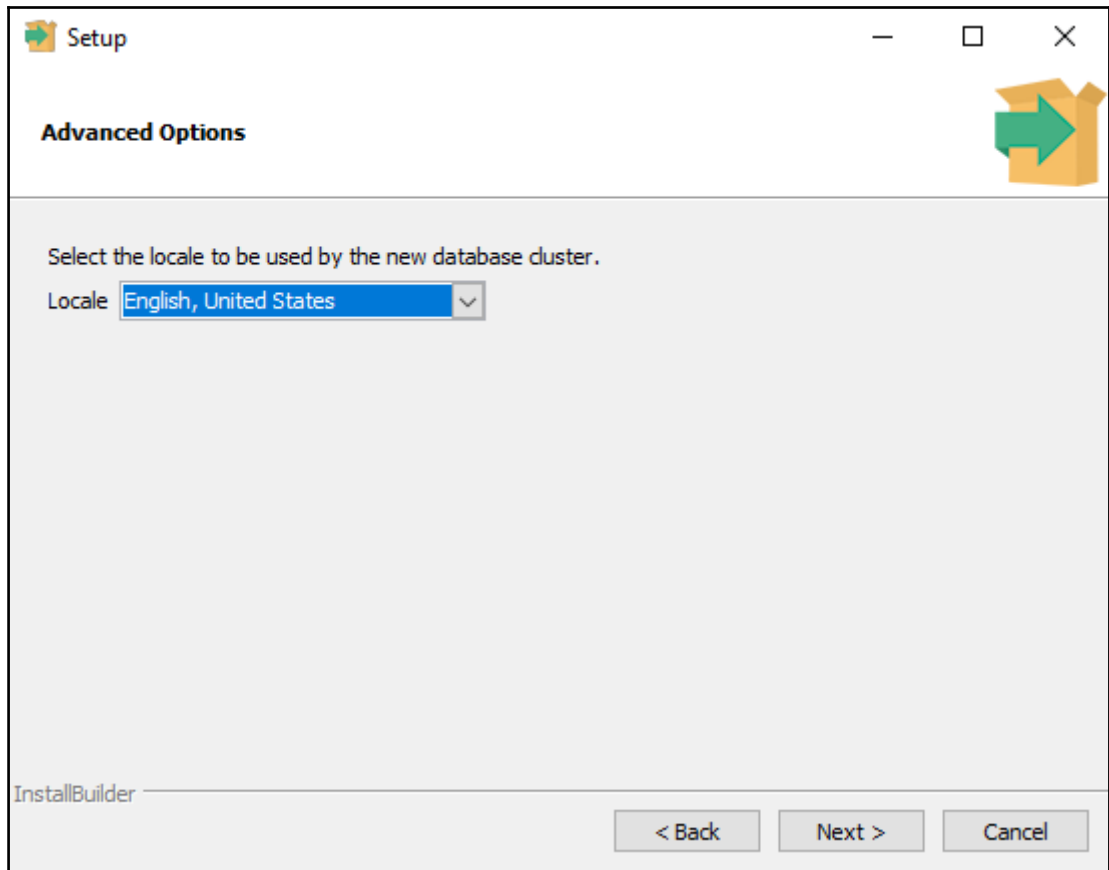 Setup
Advanced Options
Select the locale to be used by the new database cluster.
Locale English, United States
InstallBuilder
< Back Next > Cancel